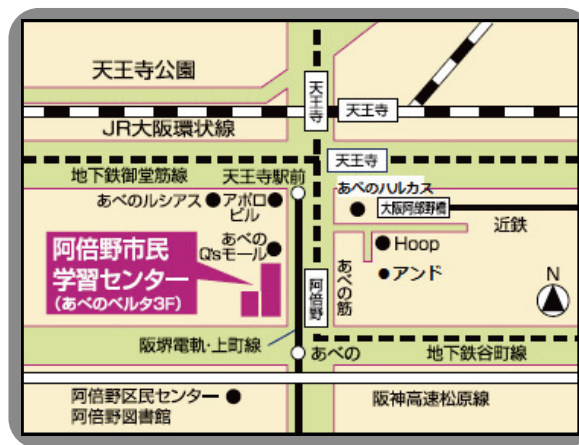 天王寺公園
天王寺
天王寺
JR大阪環状線
天王寺
地下鉄御堂筋線
天王寺駅前
あべのハルカス
あべのルシアス
アポロ
ビル
大阪阿部野橋
近鉄
阿倍野市民
学習センター
(あべのベルタ3F)
あべの
Q'sモール
Hoop
アンド
あべの筋
阿倍野
N
阪堺電軌・上町線
あべの
地下鉄谷町線
阿倍野区民センター
阿倍野図書館
阪神高速松原線